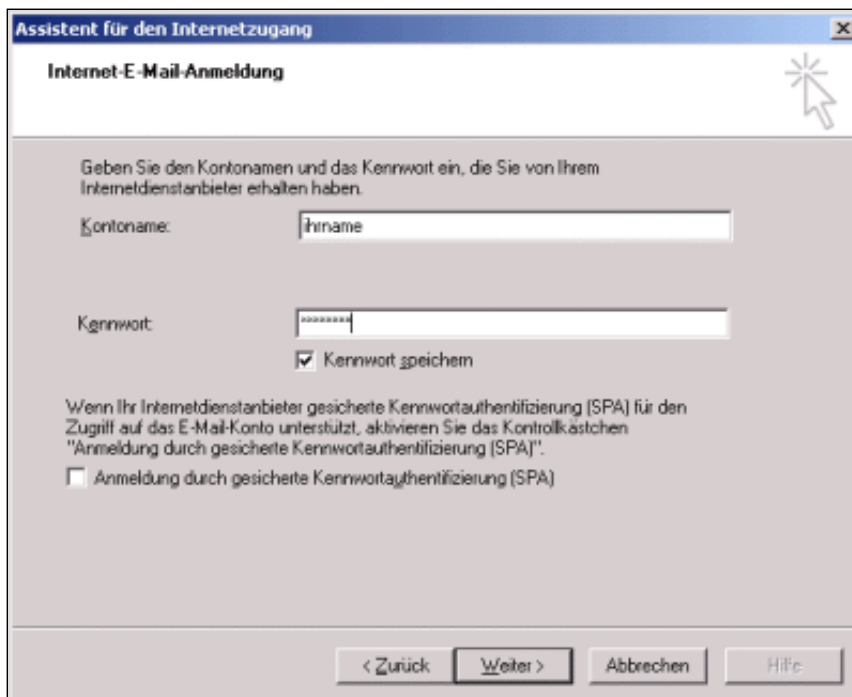 Assistent für den Internetzugang
Internet-E-Mail-Anmeldung
Geben Sie den Kontonamen und das Kennwort ein, die Sie von Ihrem
Internetdienstanbieter erhalten haben.
Kontoname: ihrname
Kennwort: ********
Kennwort speichern
Wenn Ihr Internetdienstanbieter gesicherte Kennwortauthentifizierung (SPA) für den
Zugriff auf das E-Mail-Konto unterstützt, aktivieren Sie das Kontrollkästchen
"Anmeldung durch gesicherte Kennwortauthentifizierung (SPA)".
Anmeldung durch gesicherte Kennwortauthentifizierung (SPA)
< Zurück Weiter > Abbrechen Hilfe